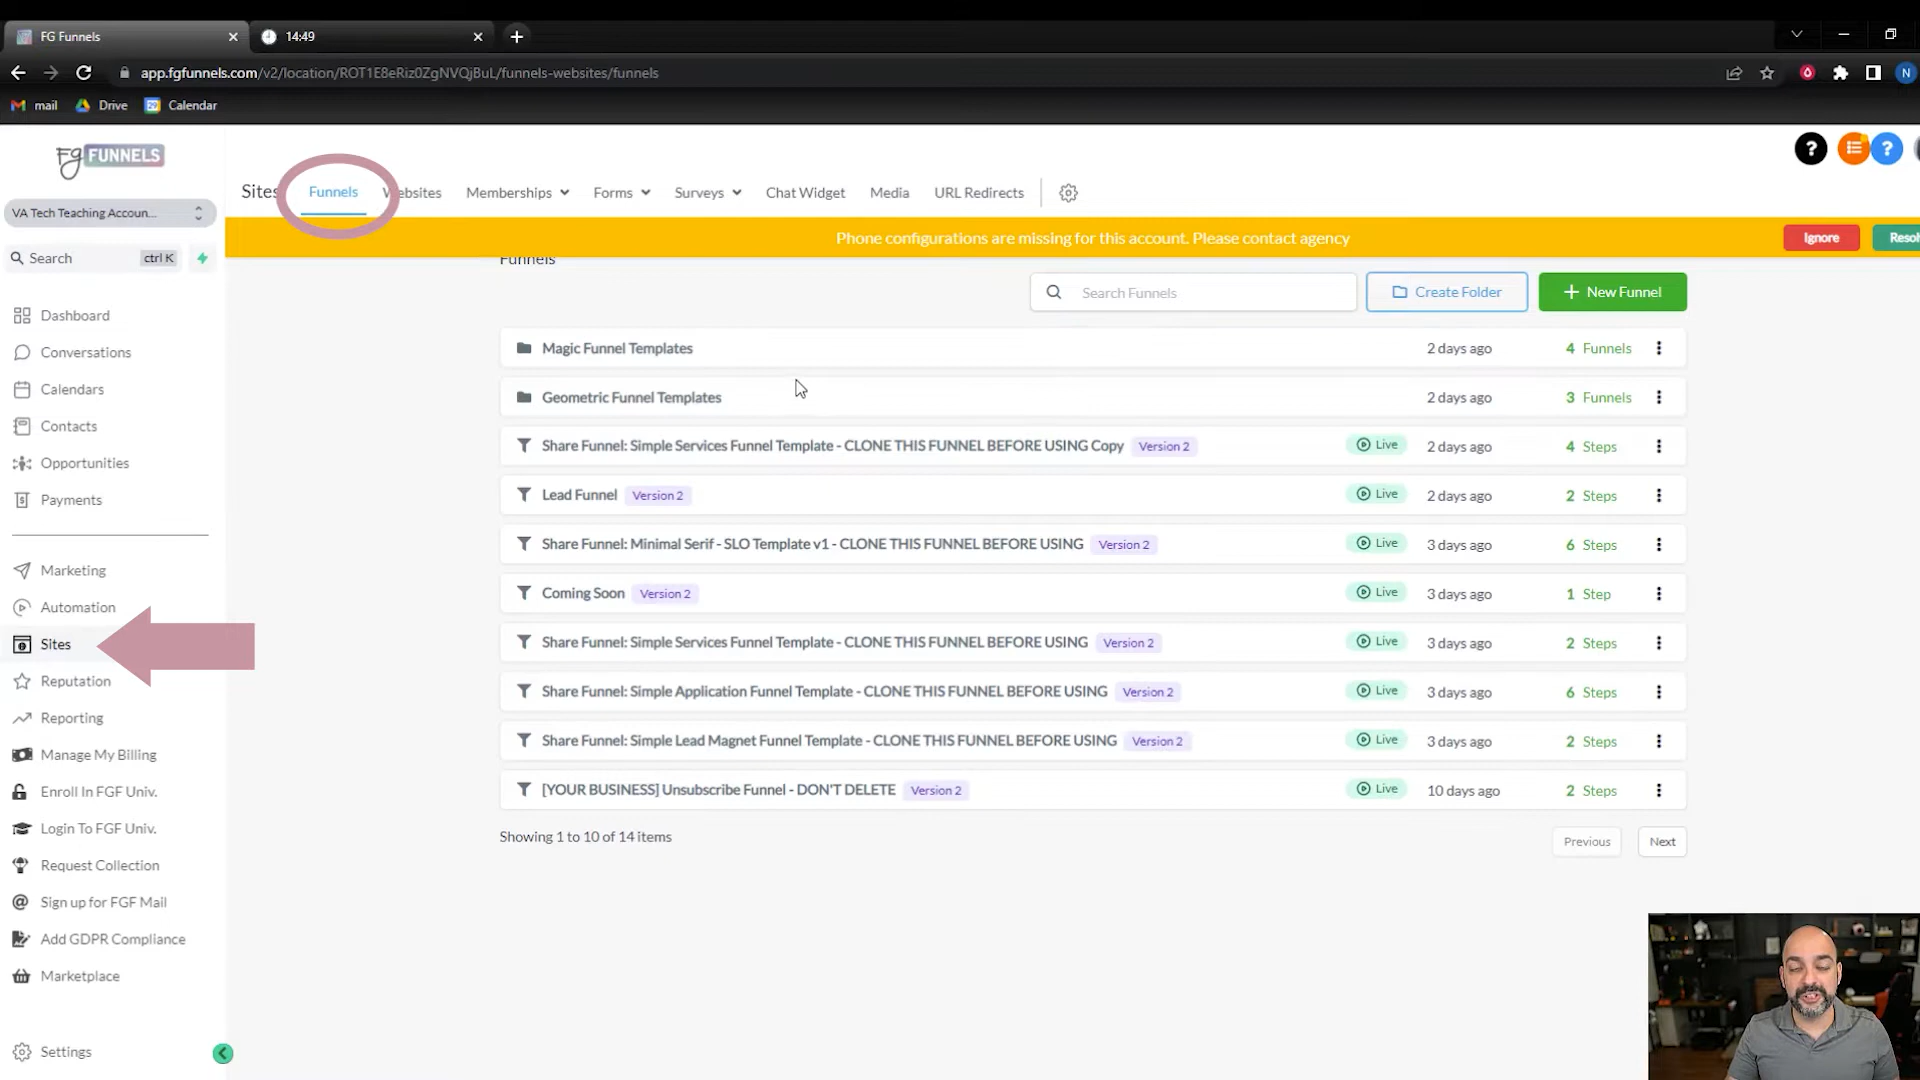 FG Funnels
14:49
app.fgfunnels.com/v2/location/ROT1E8eRiz0ZgNVQjBuL/funnels-websites/funnels
N
mail Drive Calendar
Fg FUNNELS
VA Tech Teaching Accoun...
Search ctrl K
Dashboard
Conversations
Calendars
Contacts
Opportunities
Payments
Marketing
Automation
Sites
Reputation
Reporting
Manage My Billing
Enroll In FGF Univ.
Login To FGF Univ.
Request Collection
Sign up for FGF Mail
Add GDPR Compliance
Marketplace
Settings
Sites Funnels Websites Memberships Forms Surveys Chat Widget Media URL Redirects
Phone configurations are missing for this account. Please contact agency Ignore
Funnels
Search Funnels Create Folder + New Funnel
Magic Funnel Templates 2 days ago 4 Funnels
Geometric Funnel Templates 2 days ago 3 Funnels
Share Funnel: Simple Services Funnel Template - CLONE THIS FUNNEL BEFORE USING Copy Version 2 Live 2 days ago 4 Steps
Lead Funnel Version 2 Live 2 days ago 2 Steps
Share Funnel: Minimal Serif - SLO Template v1 - CLONE THIS FUNNEL BEFORE USING Version 2 Live 3 days ago 6 Steps
Coming Soon Version 2 Live 3 days ago 1 Step
Share Funnel: Simple Services Funnel Template - CLONE THIS FUNNEL BEFORE USING Version 2 Live 3 days ago 2 Steps
Share Funnel: Simple Application Funnel Template - CLONE THIS FUNNEL BEFORE USING Version 2 Live 3 days ago 6 Steps
Share Funnel: Simple Lead Magnet Funnel Template - CLONE THIS FUNNEL BEFORE USING Version 2 Live 3 days ago 2 Steps
[YOUR BUSINESS] Unsubscribe Funnel - DON'T DELETE Version 2 Live 10 days ago 2 Steps
Showing 1 to 10 of 14 items Previous Next